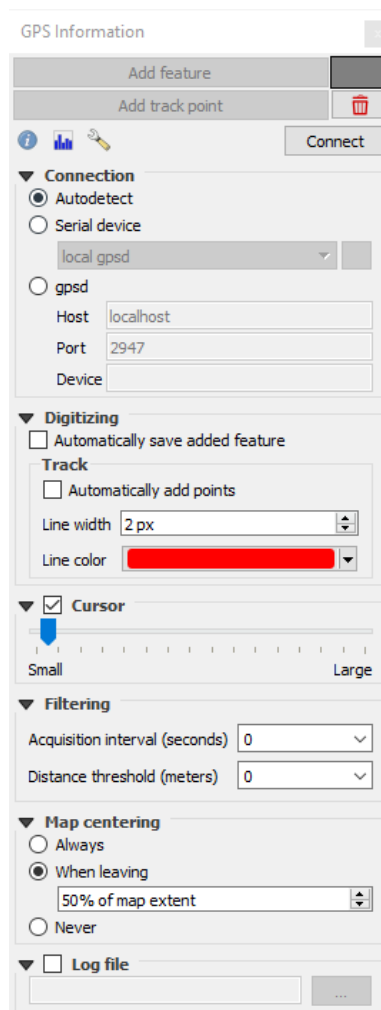 GPS Information
Add feature
Add track point
Connect
Connection
Autodetect
Serial device
local gpsd
gpsd
Host localhost
Port 2947
Device
Digitizing
Automatically save added feature
Track
Automatically add points
Line width 2 px
Line color
Cursor
Small Large
Filtering
Acquisition interval (seconds) 0
Distance threshold (meters) 0
Map centering
Always
When leaving
50% of map extent
Never
Log file
...